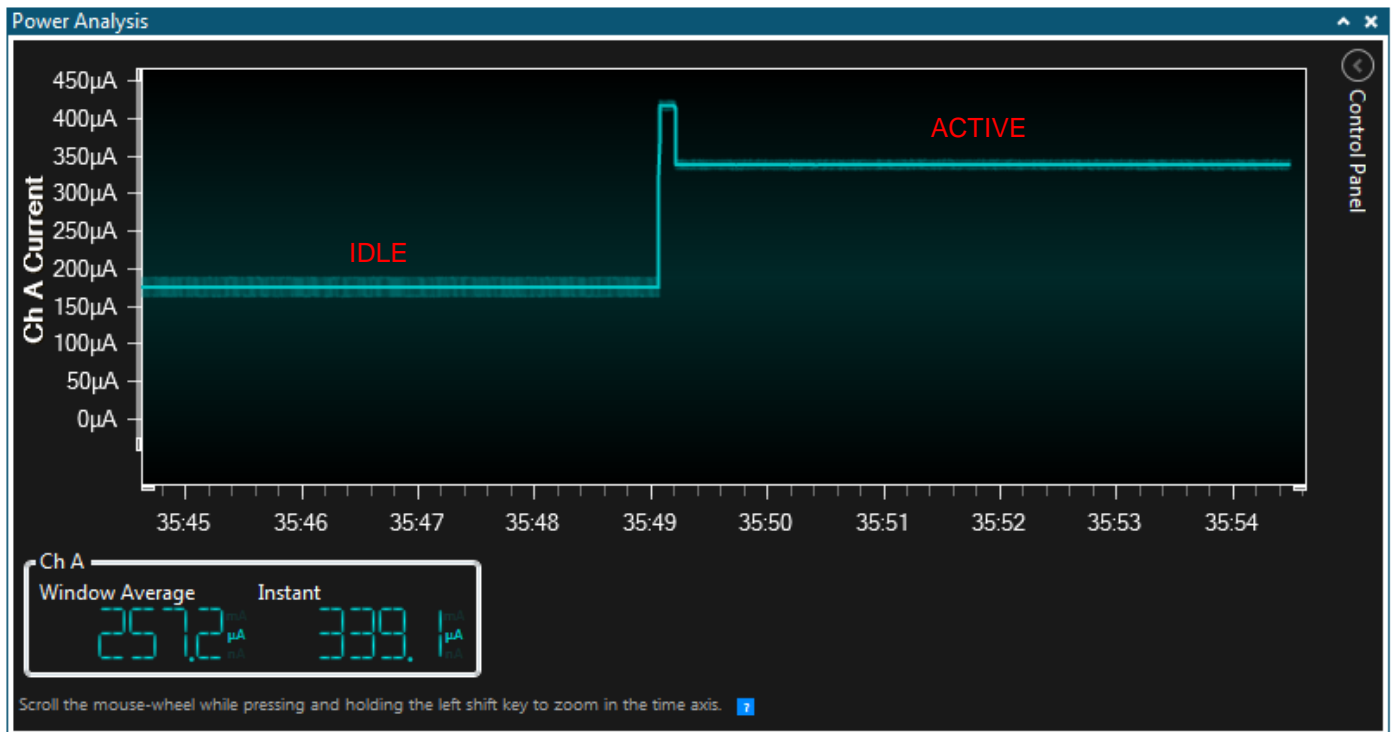 Power Analysis
Control Panel
Ch A Current
450µA
400µA
350µA
300µA
250µA
200µA
150µA
100µA
50µA
0µA
ACTIVE
IDLE
35:45 35:46 35:47 35:48 35:49 35:50 35:51 35:52 35:53 35:54
Ch A
Window Average Instant
mA mA
257.2 µA 339.1 µA
nA nA
Scroll the mouse-wheel while pressing and holding the left shift key to zoom in the time axis. ?